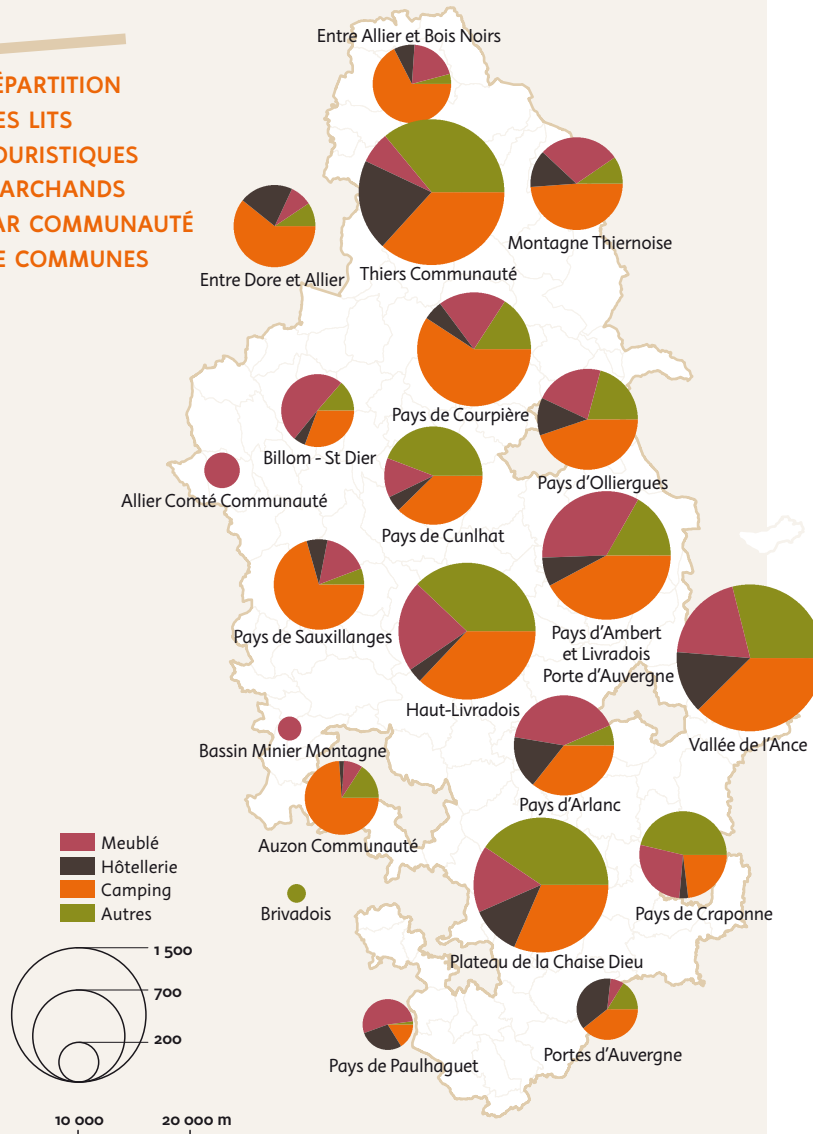 ÉPARTITION
ES LITS
OURISTIQUES
ARCHANDS
AR COMMUNAUTÉ
E COMMUNES
Entre Allier et Bois Noirs
Montagne Thiernoise
Thiers Communauté
Entre Dore et Allier
Pays de Courpière
Billom - St Dier
Pays d'Olliergues
Allier Comté Communauté
Pays de Cunlhat
Pays de Sauxillanges
Pays d'Ambert
et Livradois
Porte d'Auvergne
Haut-Livradois
Vallée de l'Ance
Bassin Minier Montagne
Pays d'Arlanc
Auzon Communauté
Meublé
Hôtellerie
Camping
Autres
Brivadois
Pays de Craponne
Plateau de la Chaise Dieu
1 500
700
200
Portes d'Auvergne
Pays de Paulhaguet
10 000 20 000 m